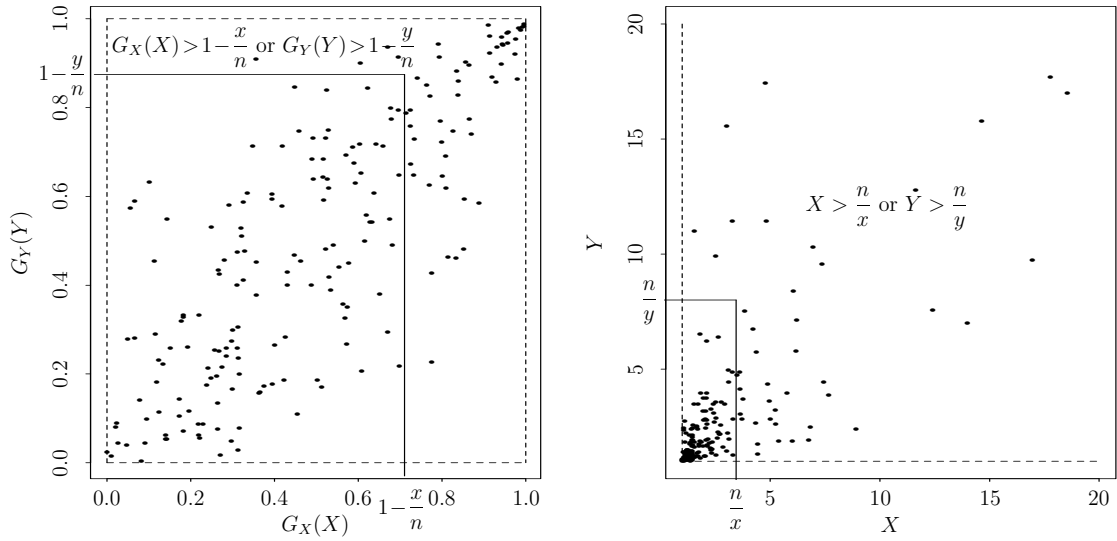 1.0
0.8
0.6
0.4
0.2
0.0
1− y/n
G_Y(Y)
G_X(X)>1− x/n or G_Y(Y)>1− y/n
0.0 0.2 0.4 0.6 0.8 1.0
1− x/n
G_X(X)
20
15
10
5
n/y
Y
X > n/x or Y > n/y
n/x
5 10 15 20
X